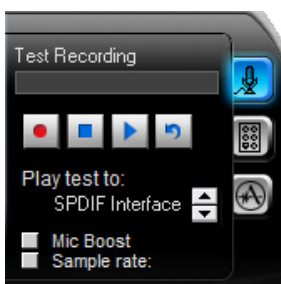 Test Recording
Play test to:
SPDIF Interface
Mic Boost
Sample rate: